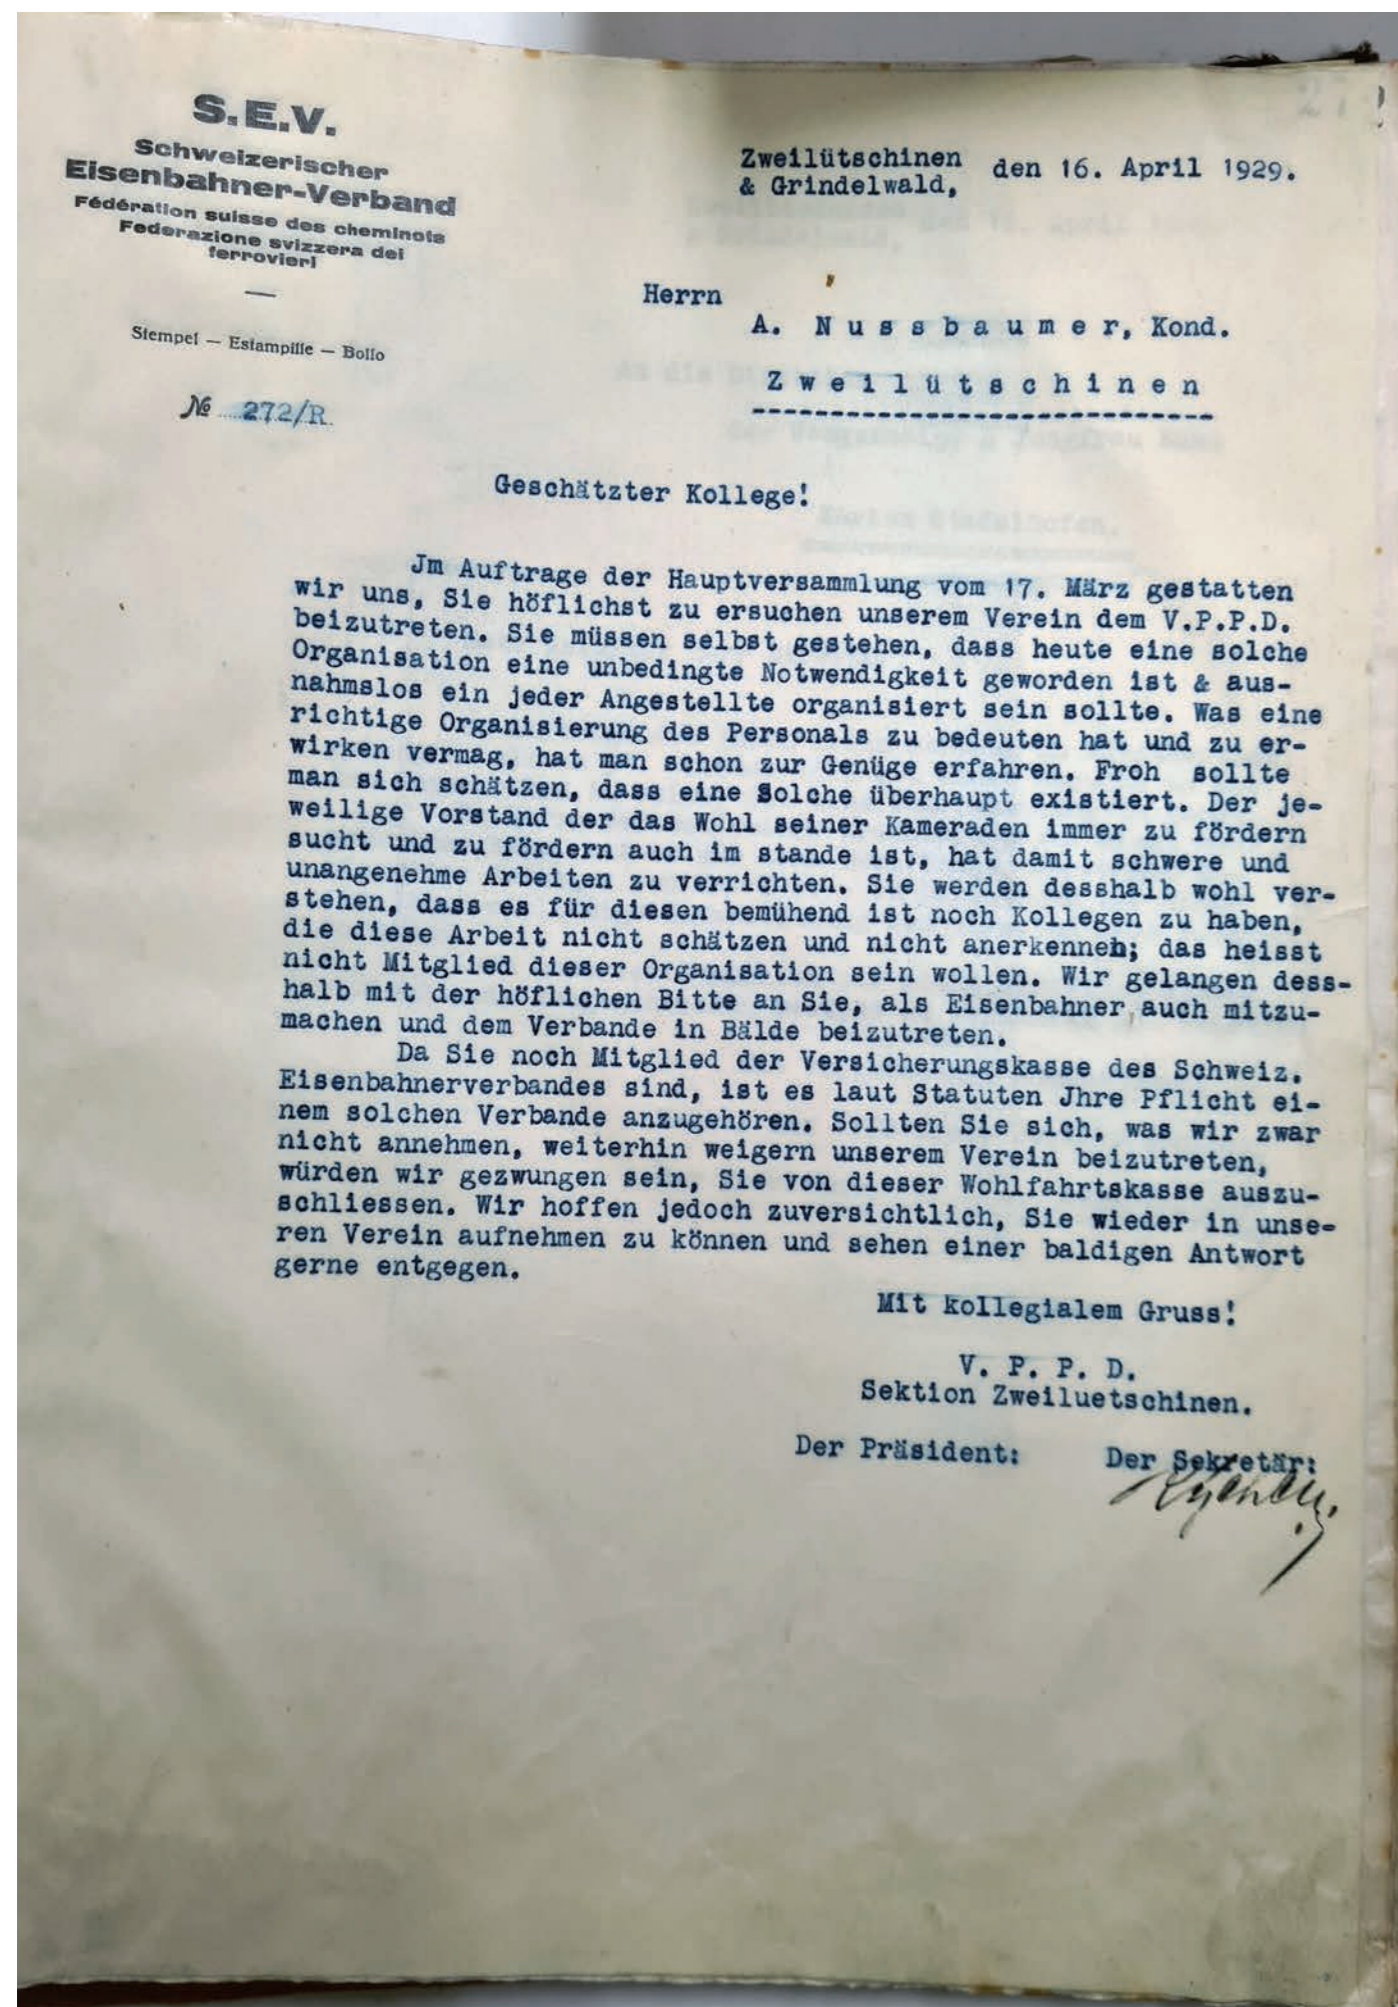 S.E.V.
Schweizerischer
Eisenbahner-Verband
Fédération suisse des cheminots
Federazione svizzera dei
ferrovieri
Stempel — Estampille — Bollo
№ 272/R.
Zweilütschinen
& Grindelwald, den 16. April 1929.
Herrn
A. Nussbaumer, Kond.
Zweilütschinen
Geschätzter Kollege!
Jm Auftrage der Hauptversammlung vom 17. März gestatten
wir uns, Sie höflichst zu ersuchen unserem Verein dem V.P.P.D.
beizutreten. Sie müssen selbst gestehen, dass heute eine solche
Organisation eine unbedingte Notwendigkeit geworden ist & aus-
nahmslos ein jeder Angestellte organisiert sein sollte. Was eine
richtige Organisierung des Personals zu bedeuten hat und zu er-
wirken vermag, hat man schon zur Genüge erfahren. Froh sollte
man sich schätzen, dass eine Solche überhaupt existiert. Der je-
weilige Vorstand der das Wohl seiner Kameraden immer zu fördern
sucht und zu fördern auch im stande ist, hat damit schwere und
unangenehme Arbeiten zu verrichten. Sie werden desshalb wohl ver-
stehen, dass es für diesen bemühend ist noch Kollegen zu haben,
die diese Arbeit nicht schätzen und nicht anerkennen; das heisst
nicht Mitglied dieser Organisation sein wollen. Wir gelangen dess-
halb mit der höflichen Bitte an Sie, als Eisenbahner auch mitzu-
machen und dem Verbande in Bälde beizutreten.
Da Sie noch Mitglied der Versicherungskasse des Schweiz.
Eisenbahnerverbandes sind, ist es laut Statuten Jhre Pflicht ei-
nem solchen Verbande anzugehören. Sollten Sie sich, was wir zwar
nicht annehmen, weiterhin weigern unserem Verein beizutreten,
würden wir gezwungen sein, Sie von dieser Wohlfahrtskasse auszu-
schliessen. Wir hoffen jedoch zuversichtlich, Sie wieder in unse-
ren Verein aufnehmen zu können und sehen einer baldigen Antwort
gerne entgegen.
Mit kollegialem Gruss!
V. P. P. D.
Sektion Zweiluetschinen.
Der Präsident: Der Sekretär: